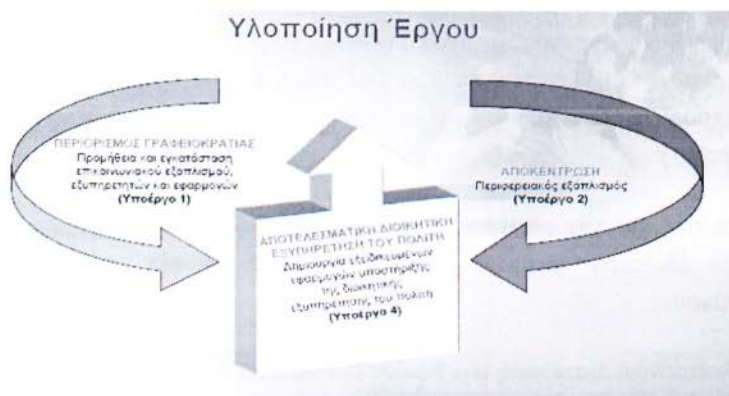 Υλοποίηση Έργου
ΠΕΡΙΟΡΙΣΜΟΣ ΓΡΑΦΕΙΟΚΡΑΤΙΑΣ
Προμήθεια και εγκατάσταση
επικοινωνιακού εξοπλισμού,
εξυπηρετητών και εφαρμογών
(Υποέργο 1)
ΑΠΟΚΕΝΤΡΩΣΗ
Περιφερειακός εξοπλισμός
(Υποέργο 2)
ΑΠΟΤΕΛΕΣΜΑΤΙΚΗ ΔΙΟΙΚΗΤΙΚΗ
ΕΞΥΠΗΡΕΤΗΣΗ ΤΟΥ ΠΟΛΙΤΗ
Δημιουργία εξειδικευμένων
εφαρμογών υποστήριξης
της διοικητικής
εξυπηρέτησης του πολίτη
(Υποέργο 4)